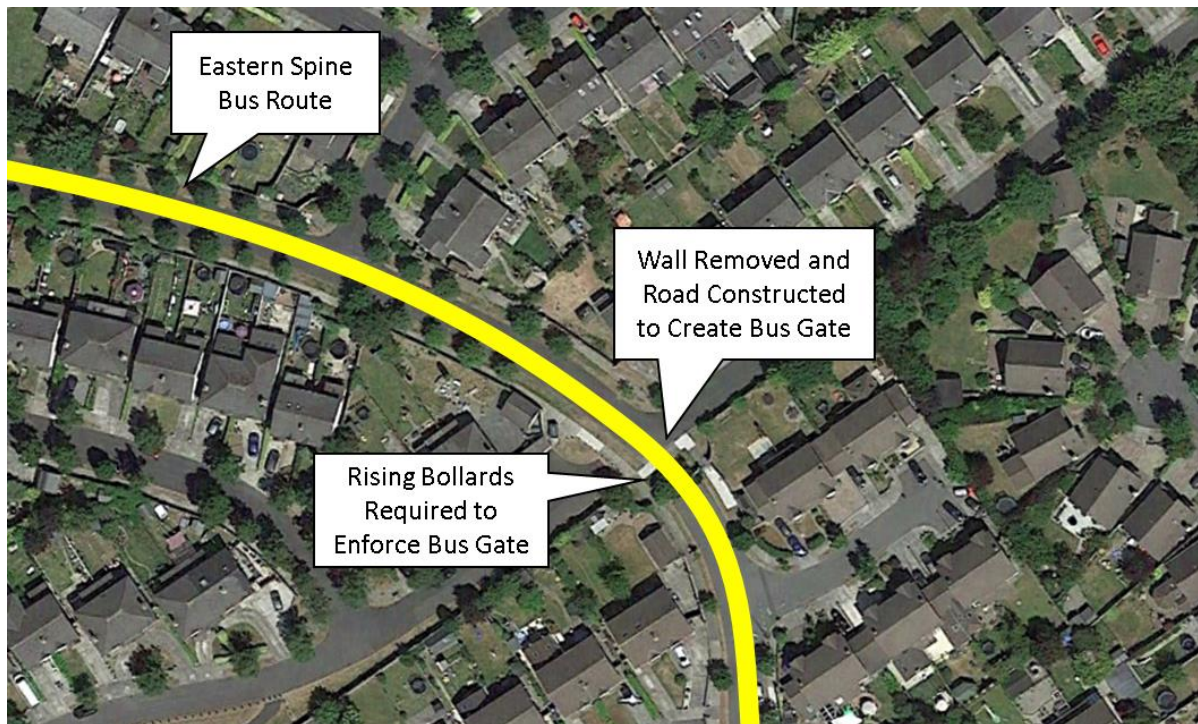 Eastern Spine
Bus Route
Wall Removed and
Road Constructed
to Create Bus Gate
Rising Bollards
Required to
Enforce Bus Gate